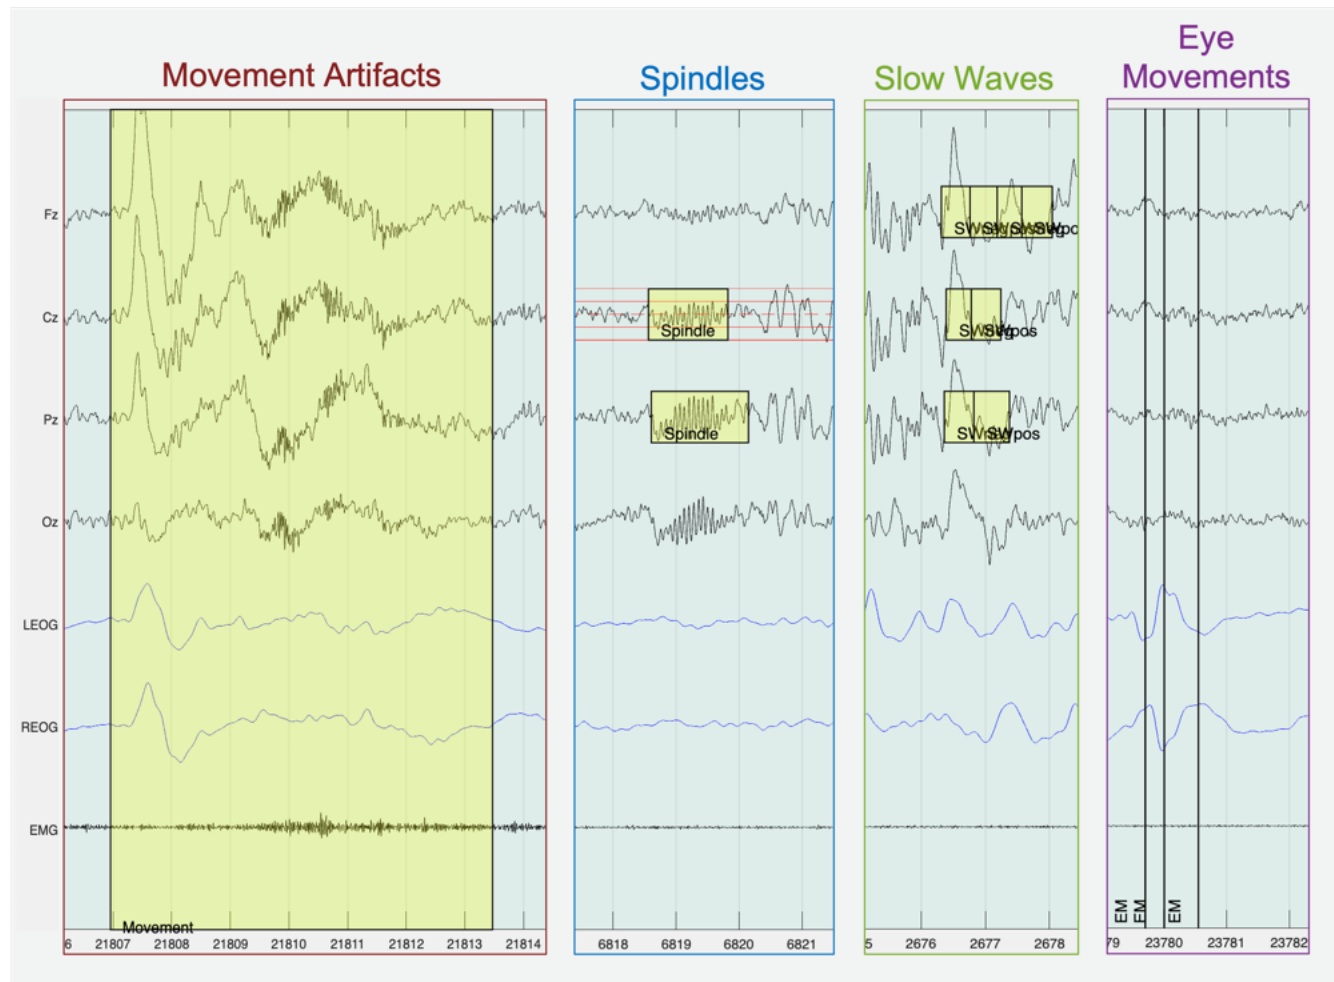 Movement Artifacts
Spindles
Slow Waves
Eye
Movements
Fz
Cz
Pz
Oz
LEOG
REOG
EMG
Spindle
Spindle
Movement
EM
EM
EM
6 21807 21808 21809 21810 21811 21812 21813 21814
6818 6819 6820 6821
5 2676 2677 2678
79 23780 23781 23782